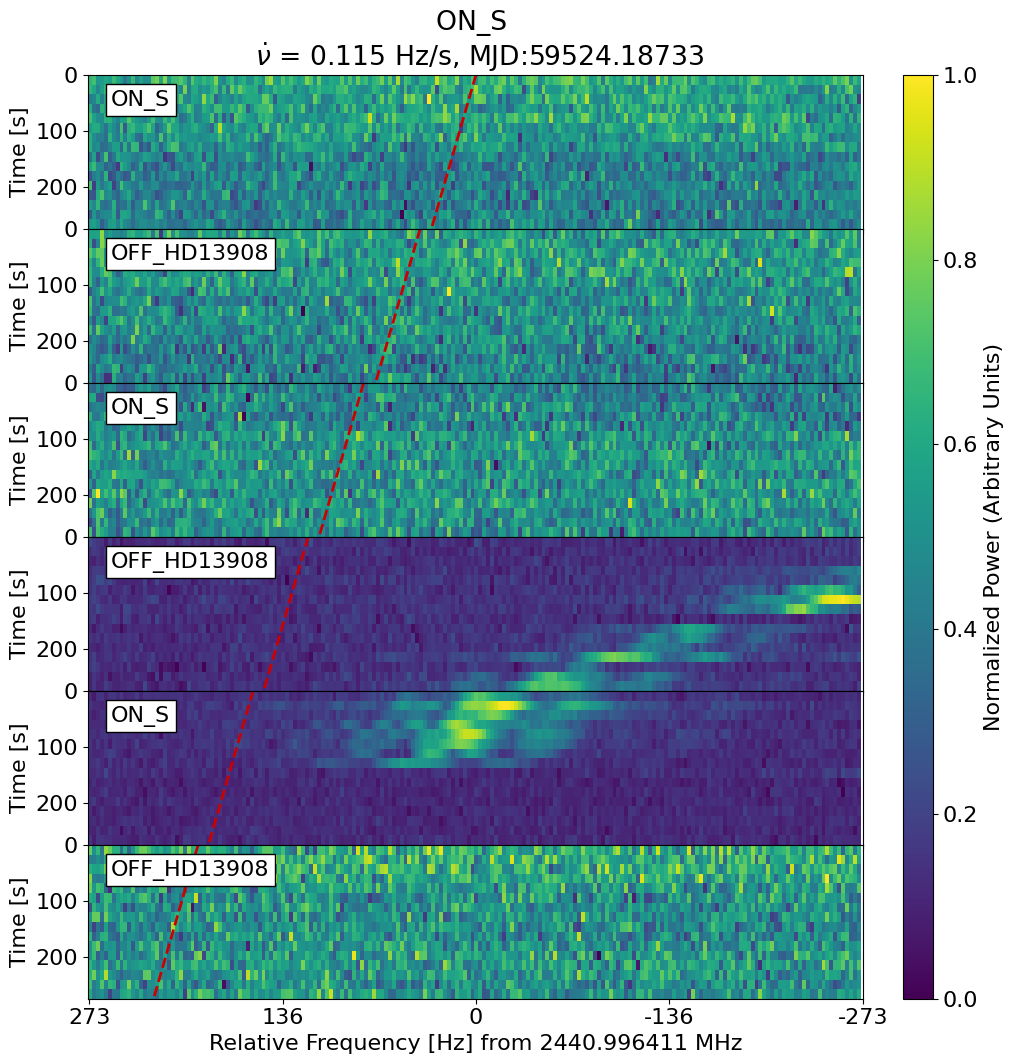 ON_S
ν̇ = 0.115 Hz/s, MJD:59524.18733
0
100
200
Time [s]
ON_S
0
100
200
Time [s]
OFF_HD13908
0
100
200
Time [s]
ON_S
0
100
200
Time [s]
OFF_HD13908
0
100
200
Time [s]
ON_S
0
100
200
Time [s]
OFF_HD13908
273 136 0 -136 -273
Relative Frequency [Hz] from 2440.996411 MHz
1.0
0.8
0.6
0.4
0.2
0.0
Normalized Power (Arbitrary Units)